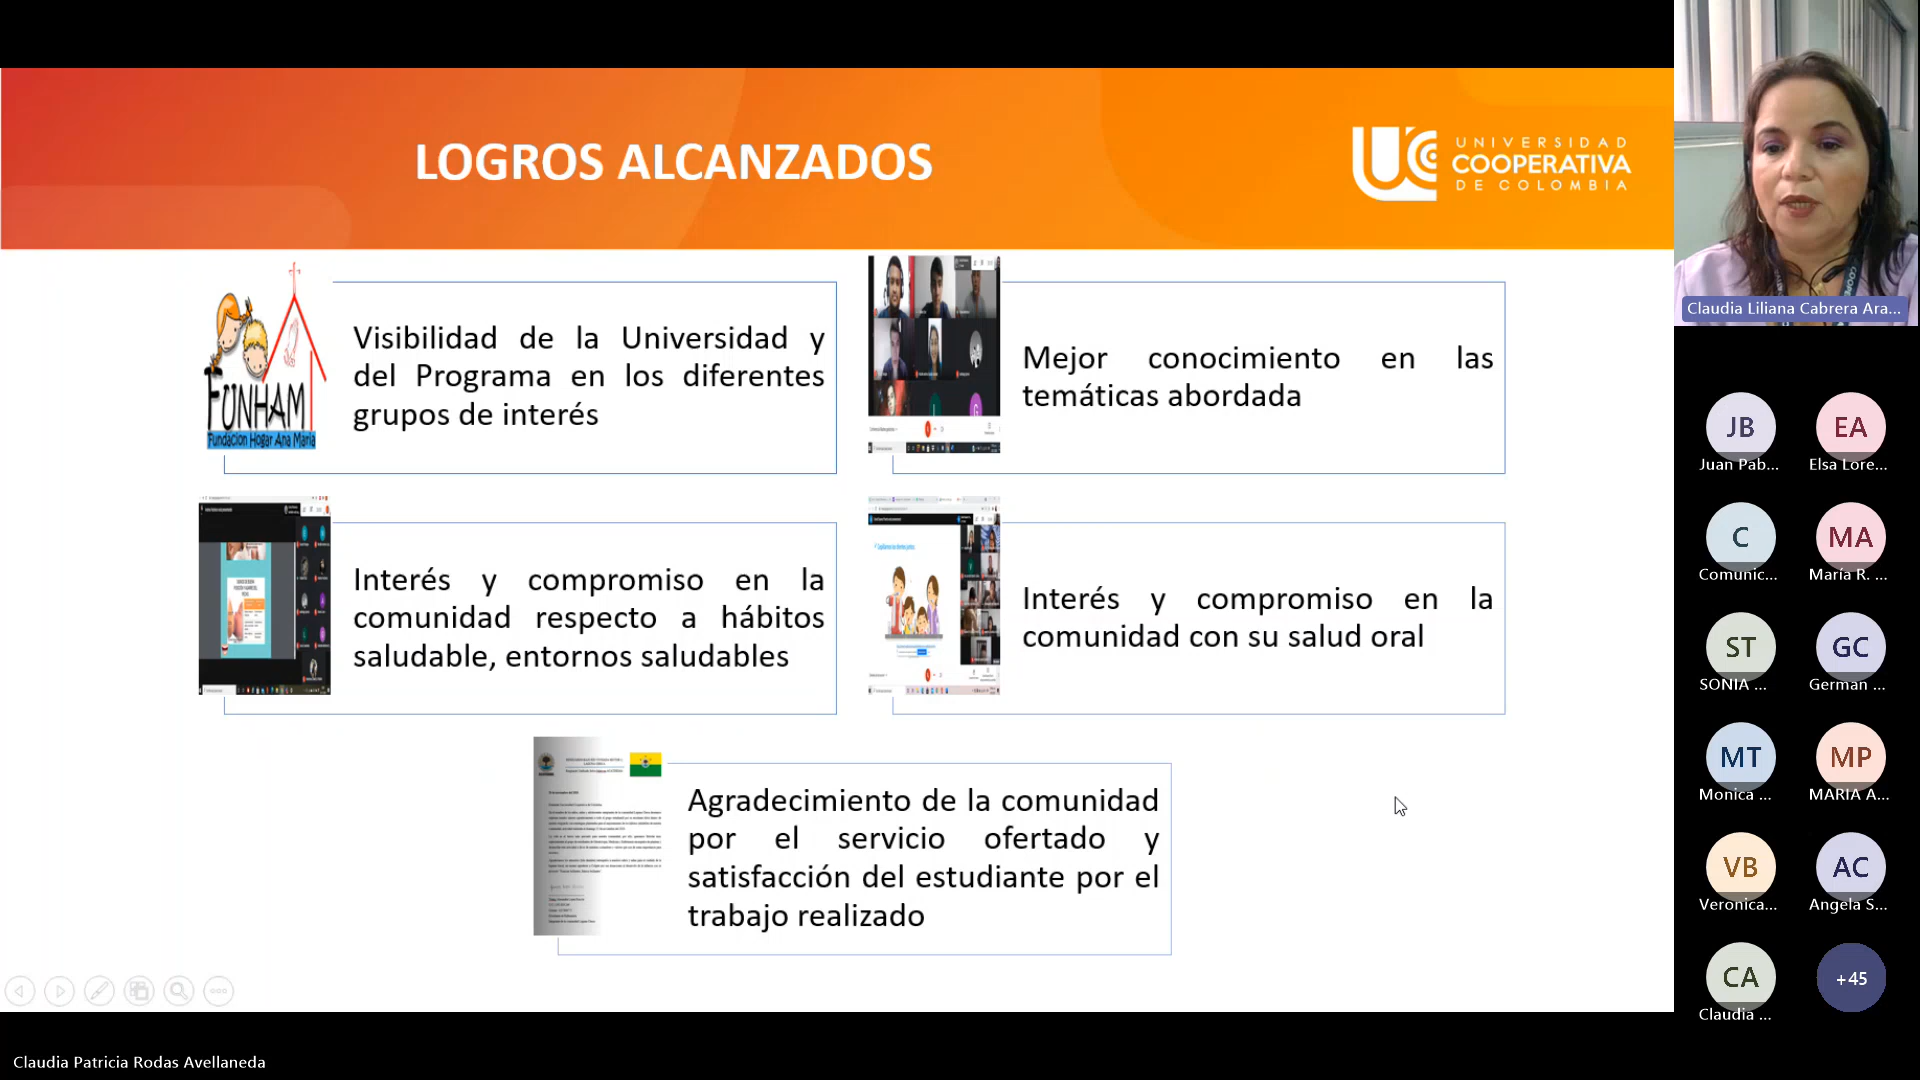 LOGROS ALCANZADOS
UNIVERSIDAD
COOPERATIVA
DE COLOMBIA
FUNHAM
Fundacion Hogar Ana Maria
Visibilidad de la Universidad y
del Programa en los diferentes
grupos de interés
Mejor conocimiento en las
temáticas abordada
Interés y compromiso en la
comunidad respecto a hábitos
saludable, entornos saludables
Interés y compromiso en la
comunidad con su salud oral
Agradecimiento de la comunidad
por el servicio ofertado y
satisfacción del estudiante por el
trabajo realizado
Claudia Liliana Cabrera Ara...
JB
Juan Pab...
EA
Elsa Lore...
C
Comunic...
MA
María R. ...
ST
SONIA ...
GC
German ...
MT
Monica ...
MP
MARIA A...
VB
Veronica...
AC
Angela S...
CA
Claudia ...
+45
Claudia Patricia Rodas Avellaneda